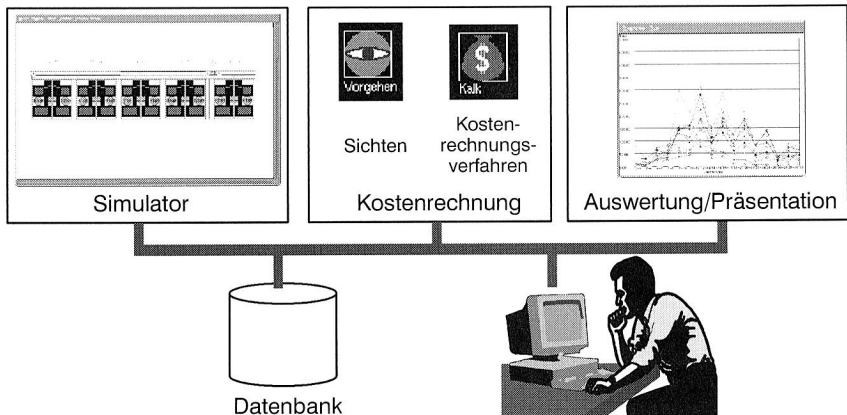 Vorgehen
Kalk
$
Sichten
Kosten-
rechnungs-
verfahren
Simulator
Kostenrechnung
Auswertung/Präsentation
Datenbank